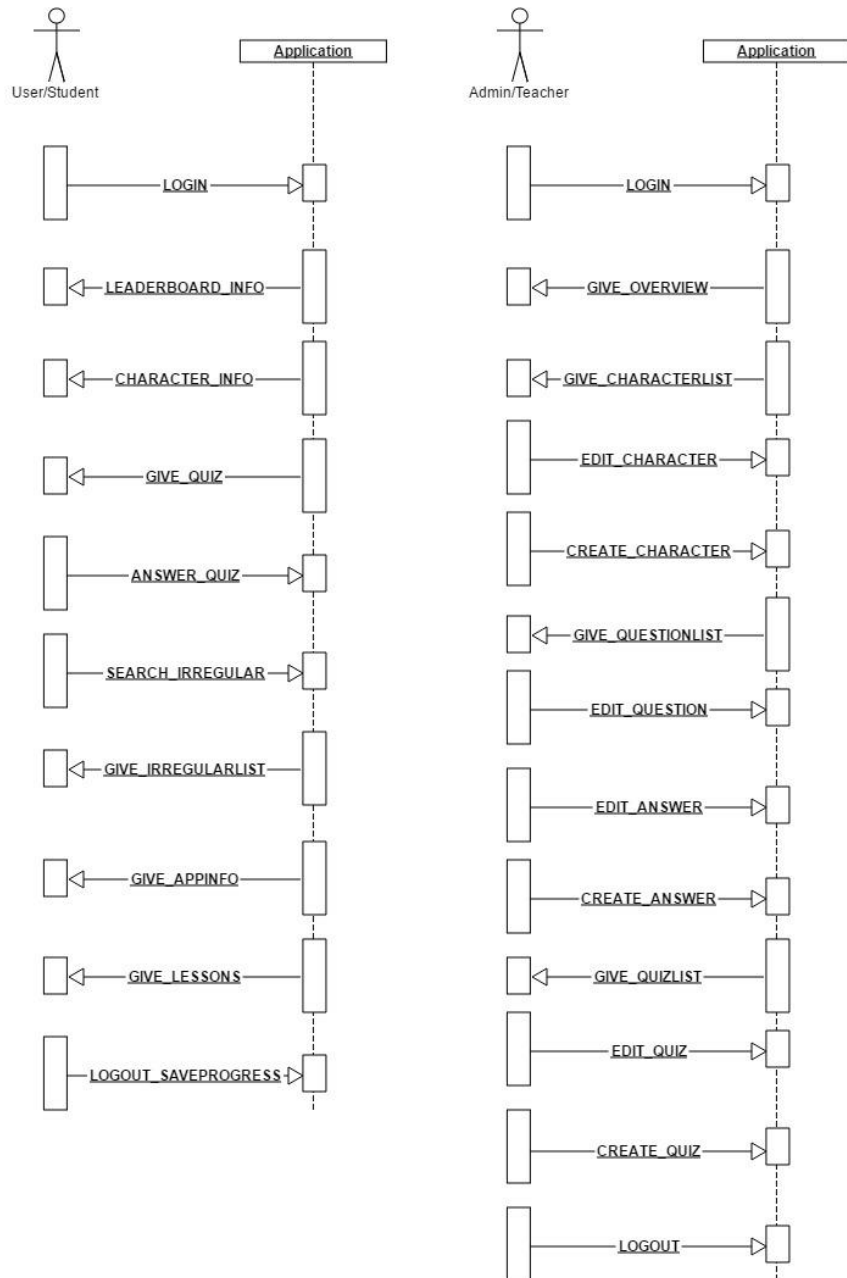 Application
User/Student
LOGIN
LEADERBOARD_INFO
CHARACTER_INFO
GIVE_QUIZ
ANSWER_QUIZ
SEARCH_IRREGULAR
GIVE_IRREGULARLIST
GIVE_APPINFO
GIVE_LESSONS
LOGOUT_SAVEPROGRESS
Application
Admin/Teacher
LOGIN
GIVE_OVERVIEW
GIVE_CHARACTERLIST
EDIT_CHARACTER
CREATE_CHARACTER
GIVE_QUESTIONLIST
EDIT_QUESTION
EDIT_ANSWER
CREATE_ANSWER
GIVE_QUIZLIST
EDIT_QUIZ
CREATE_QUIZ
LOGOUT